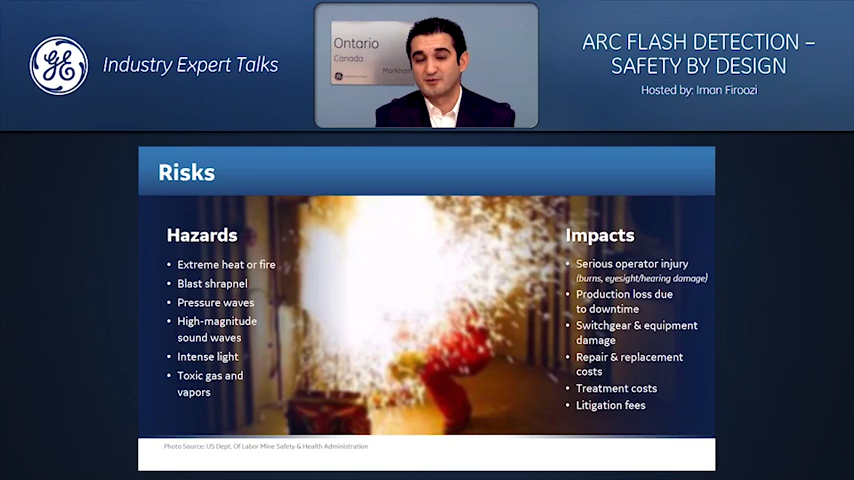 GE
Industry Expert Talks
Ontario
Canada
Markham
ARC FLASH DETECTION –
SAFETY BY DESIGN
Hosted by: Iman Firoozi
Risks
Hazards
• Extreme heat or fire
• Blast shrapnel
• Pressure waves
• High-magnitude
sound waves
• Intense light
• Toxic gas and
vapors
Impacts
• Serious operator injury
(burns, eyesight/hearing damage)
• Production loss due
to downtime
• Switchgear & equipment
damage
• Repair & replacement
costs
• Treatment costs
• Litigation fees
Photo Source: US Dept. Of Labor Mine Safety & Health Administration